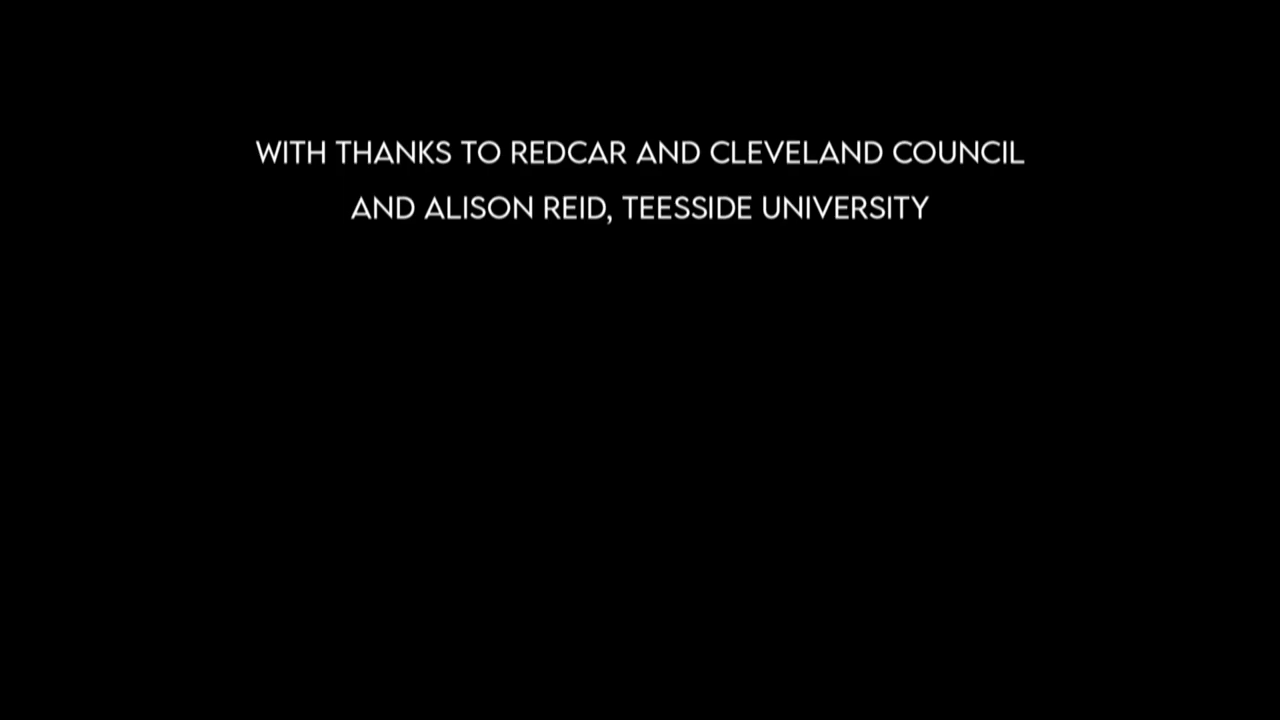 WITH THANKS TO REDCAR AND CLEVELAND COUNCIL
AND ALISON REID, TEESSIDE UNIVERSITY